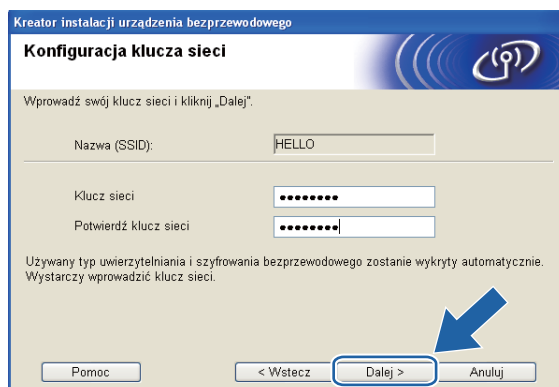 Kreator instalacji urządzenia bezprzewodowego
Konfiguracja klucza sieci
Wprowadź swój klucz sieci i kliknij „Dalej”.
Nazwa (SSID): HELLO
Klucz sieci ●●●●●●●●
Potwierdź klucz sieci ●●●●●●●●
Używany typ uwierzytelniania i szyfrowania bezprzewodowego zostanie wykryty automatycznie.
Wystarczy wprowadzić klucz sieci.
Pomoc < Wstecz Dalej > Anuluj